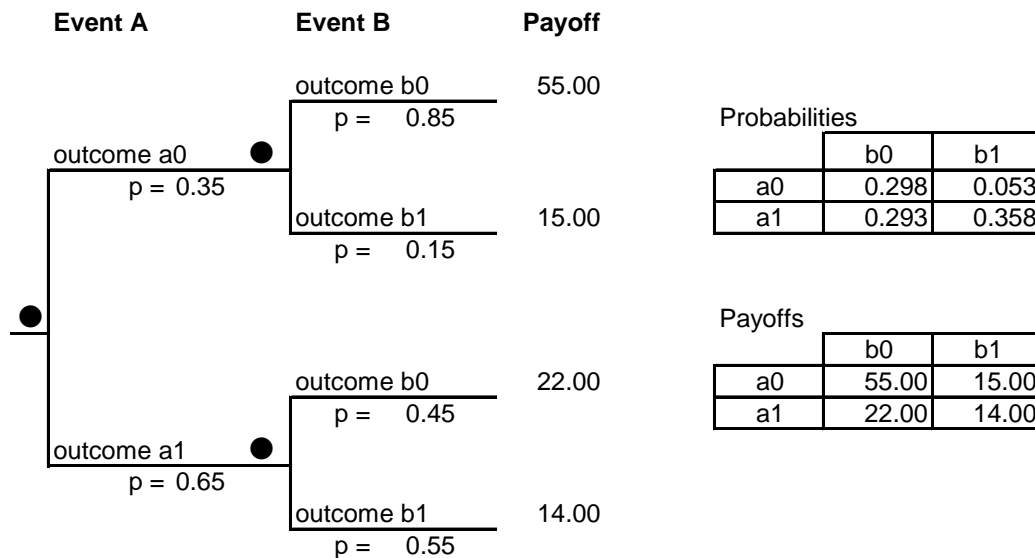 Event A Event B Payoff
outcome b0 55.00
p = 0.85
Probabilities
outcome a0 b0 b1
p = 0.35 a0 0.298 0.053
a1 0.293 0.358
outcome b1 15.00
p = 0.15
Payoffs
b0 b1
outcome b0 22.00 a0 55.00 15.00
p = 0.45 a1 22.00 14.00
outcome a1
p = 0.65
outcome b1 14.00
p = 0.55